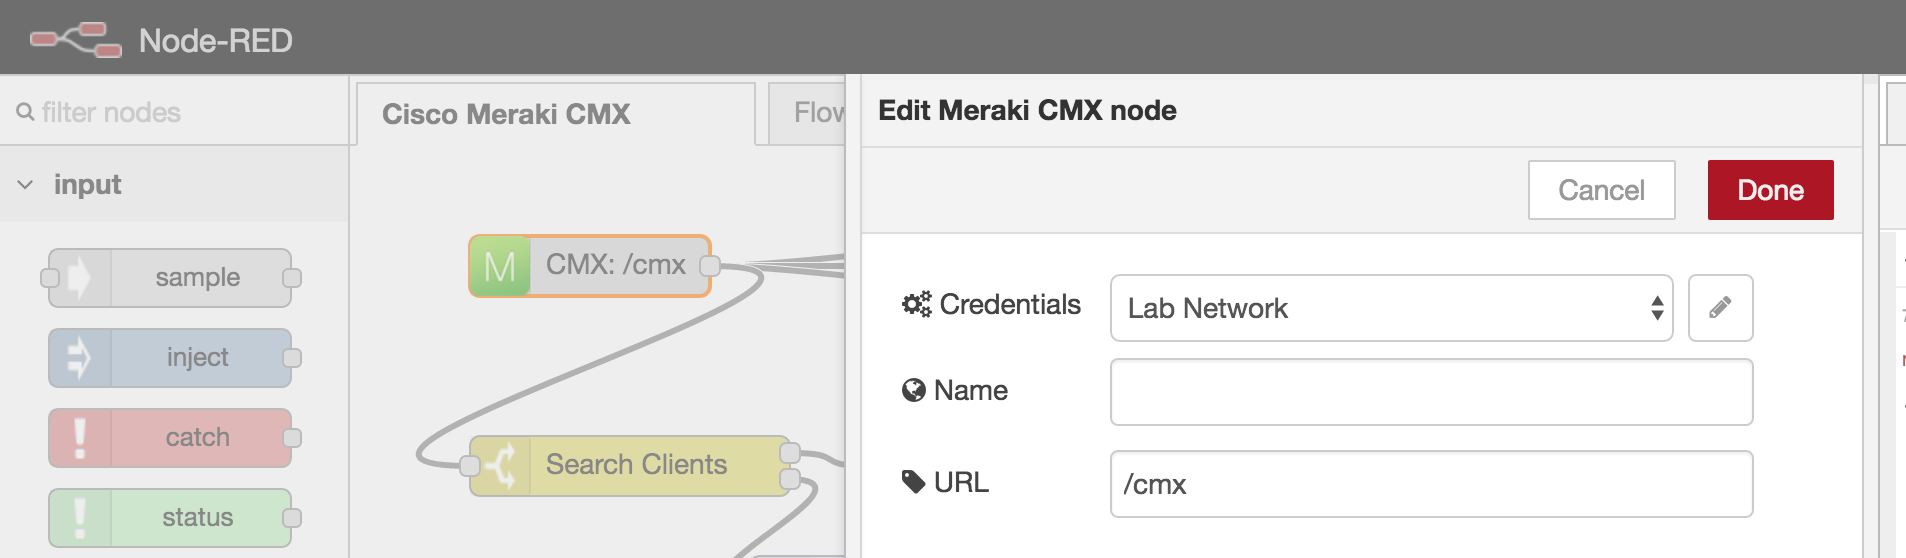 Node-RED
filter nodes
Cisco Meraki CMX
Flow
Edit Meraki CMX node
input
Cancel
Done
M
CMX: /cmx
sample
Credentials
Lab Network
inject
Name
catch
Search Clients
URL
/cmx
status